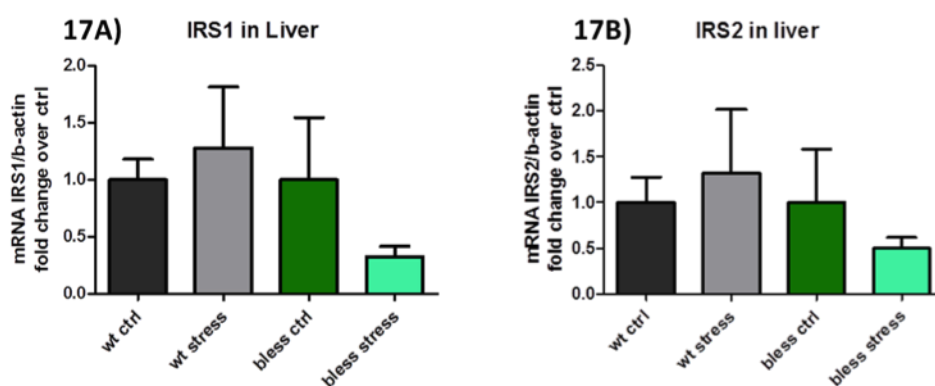 17A) IRS1 in Liver
mRNA IRS1/b-actin
fold change over ctrl
2.0
1.5
1.0
0.5
0.0
wt ctrl
wt stress
bless ctrl
bless stress
17B) IRS2 in liver
mRNA IRS2/b-actin
fold change over ctrl
2.5
2.0
1.5
1.0
0.5
0.0
wt ctrl
wt stress
bless ctrl
bless stress